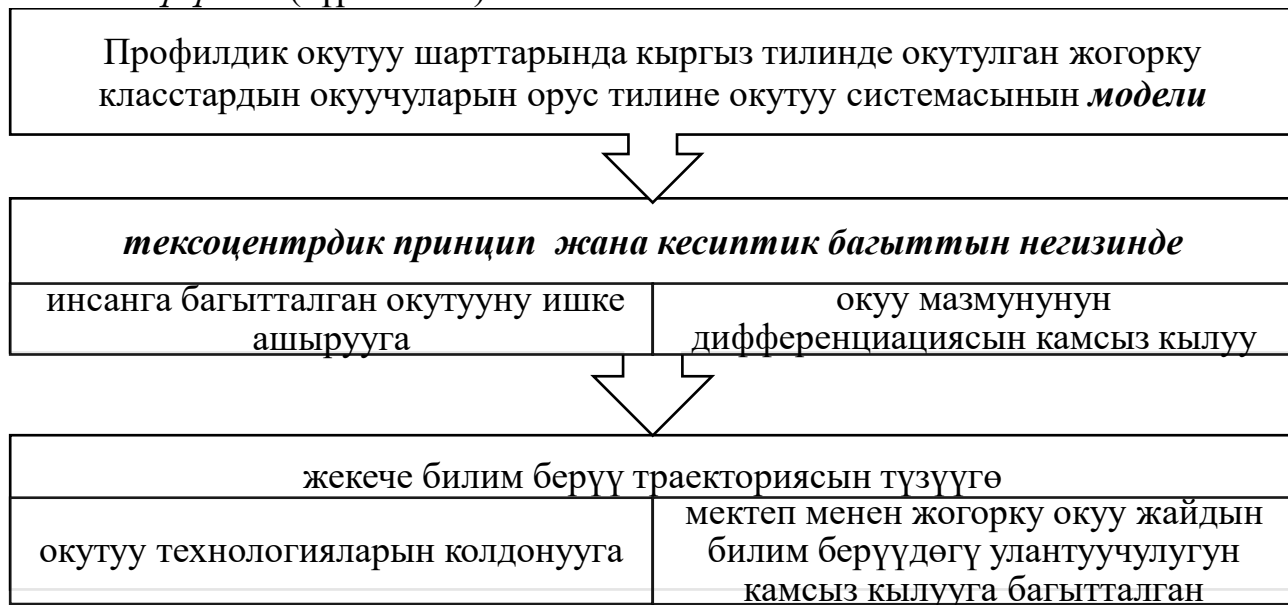 Профилдик окутуу шарттарында кыргыз тилинде окутулган жогорку
класстардын окуучуларын орус тилине окутуу системасынын модели
тексоцентрдик принцип жана кесиптик багыттын негизинде
инсанга багытталган окутууну ишке
ашырууга
окуу мазмунунун
дифференциациясын камсыз кылуу
жекече билим берүү траекториясын түзүүгө
окутуу технологияларын колдонууга
мектеп менен жогорку окуу жайдын
билим берүүдөгү улантуучулугун
камсыз кылууга багытталган